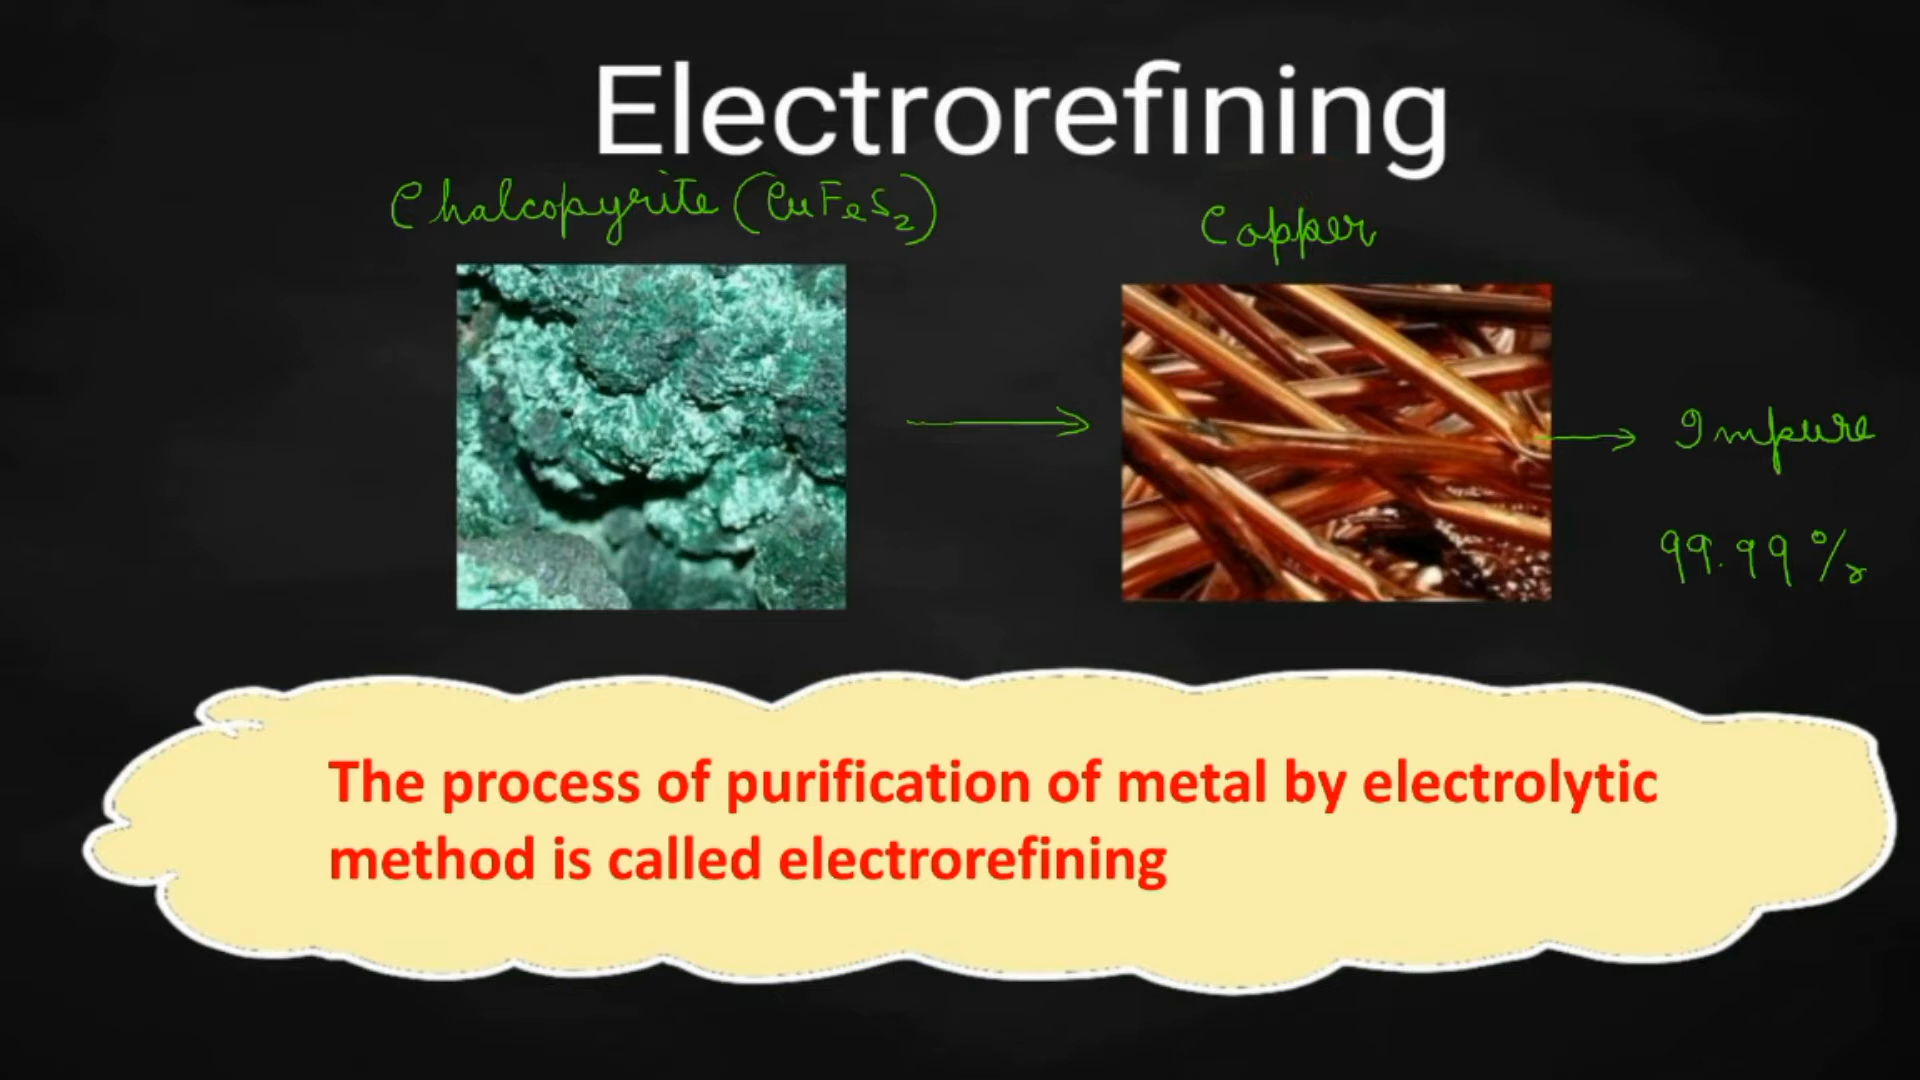 Electrorefining
Chalcopyrite (CuFeS₂)
Copper
Impure
99.99%
The process of purification of metal by electrolytic
method is called electrorefining